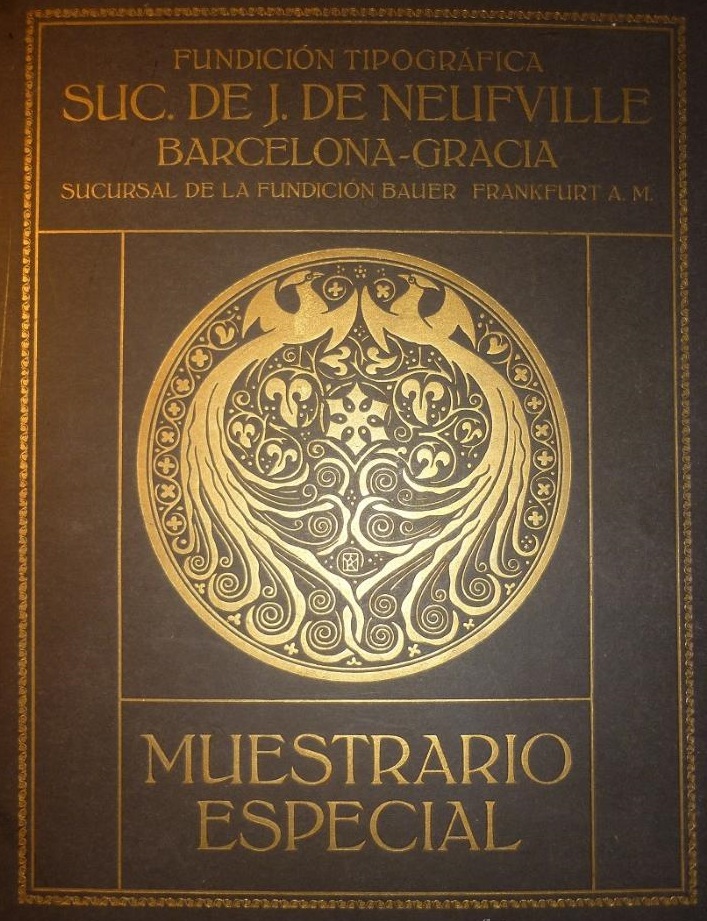 FUNDICIÓN TIPOGRÁFICA
SUC. DE J. DE NEUFVILLE
BARCELONA-GRACIA
SUCURSAL DE LA FUNDICIÓN BAUER FRANKFURT A. M.
MUESTRARIO
ESPECIAL